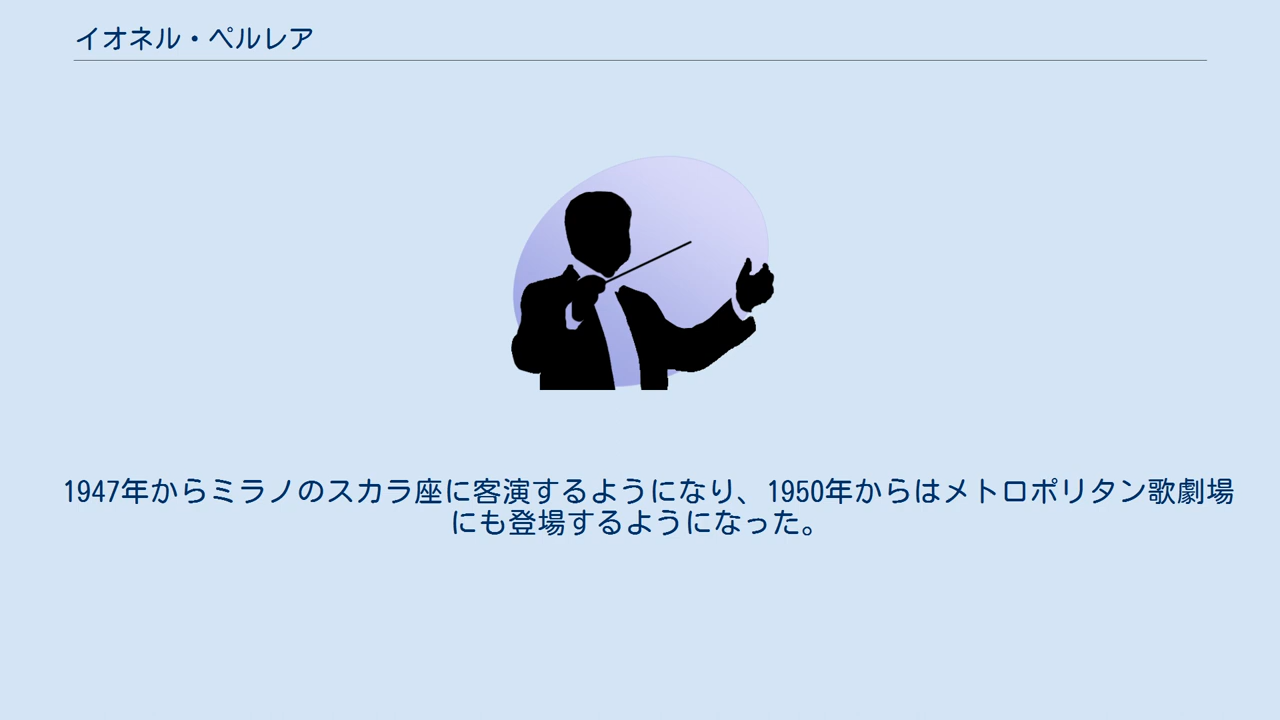 イオネル・ペルレア
1947年からミラノのスカラ座に客演するようになり、1950年からはメトロポリタン歌劇場
にも登場するようになった。